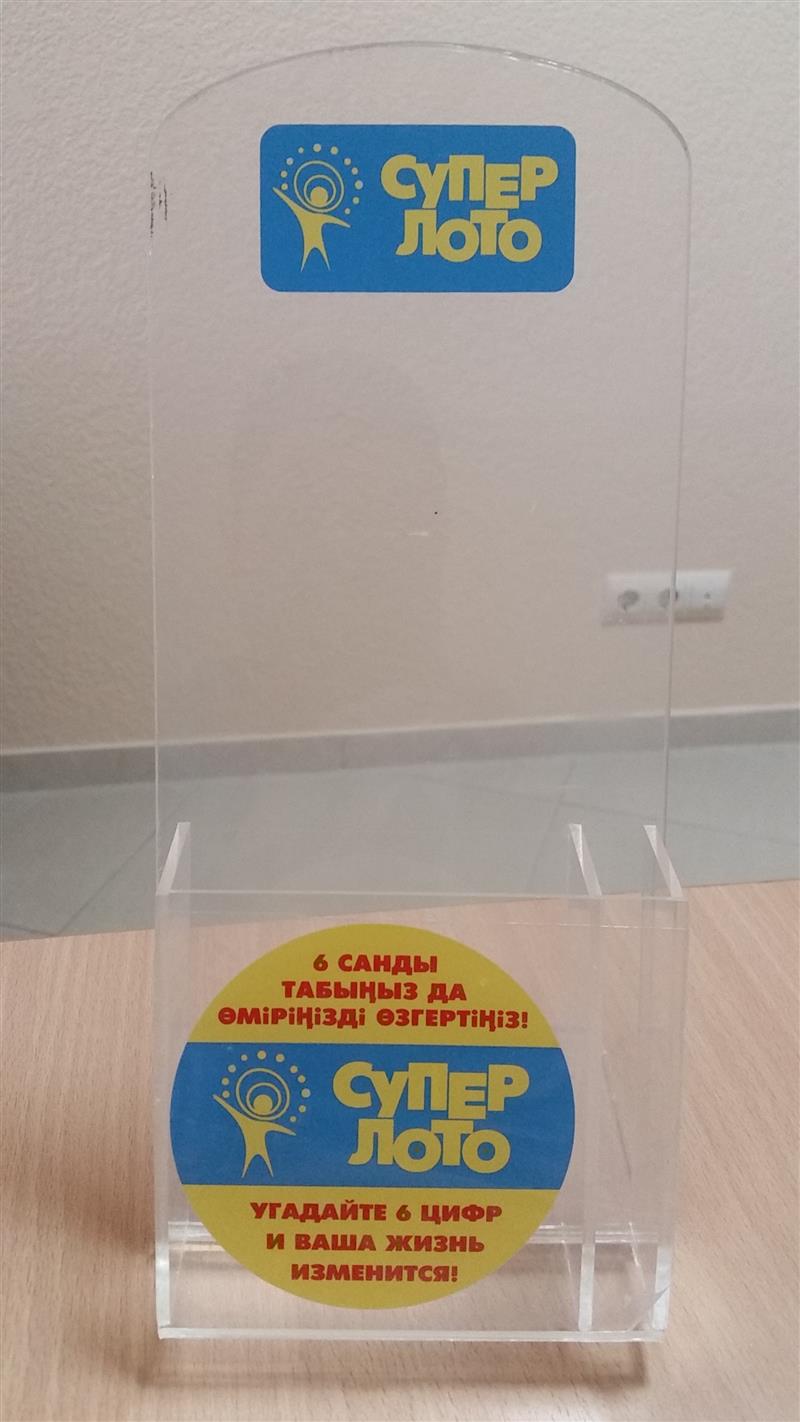 СУПЕР
ЛОТО
6 САНДЫ
ТАБЫҢЫЗ ДА
ӨМІРІҢІЗДІ ӨЗГЕРТІҢІЗ!
СУПЕР
ЛОТО
УГАДАЙТЕ 6 ЦИФР
И ВАША ЖИЗНЬ
ИЗМЕНИТСЯ!